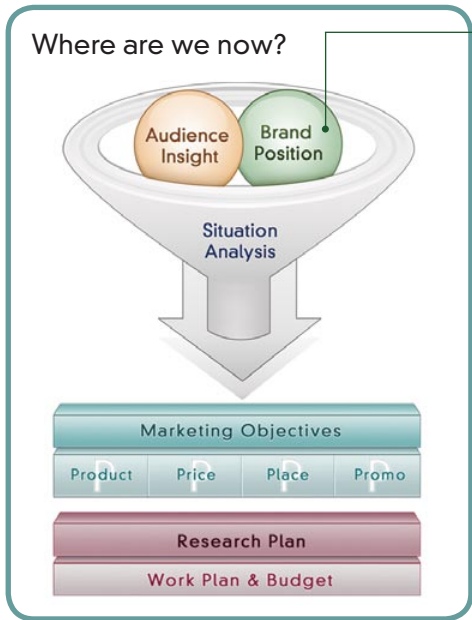 Where are we now?
Audience
Insight
Brand
Position
Situation
Analysis
Marketing Objectives
Product Price Place Promo
Research Plan
Work Plan & Budget